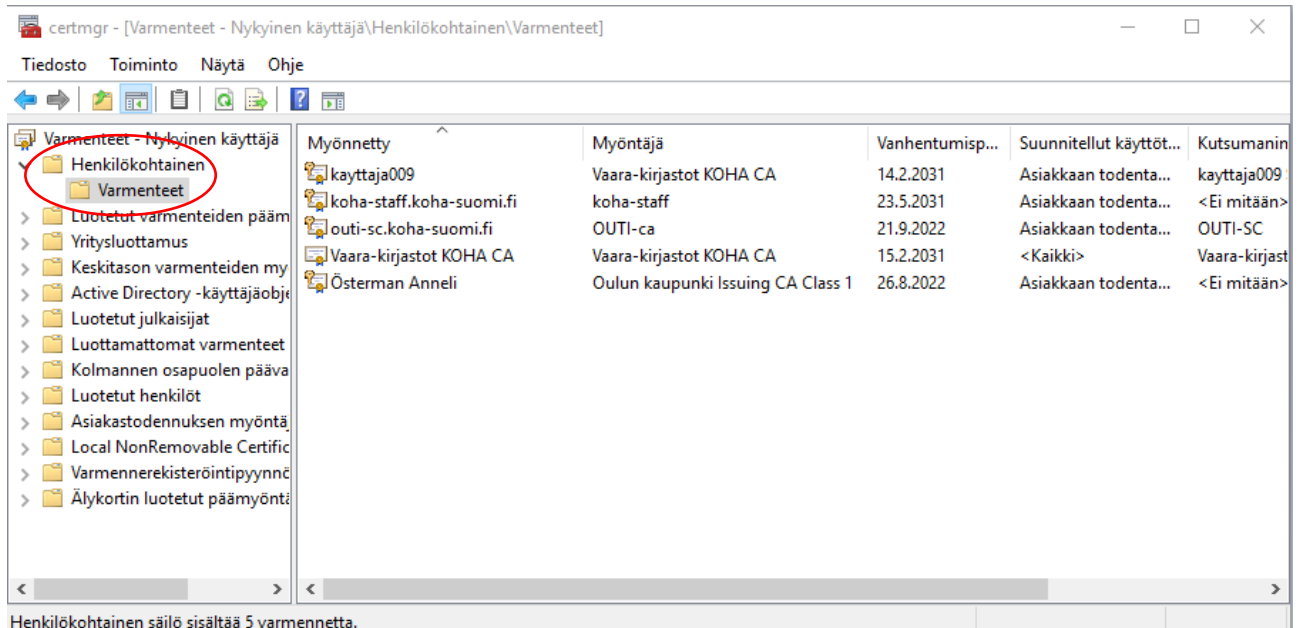 certmgr - [Varmenteet - Nykyinen käyttäjä\Henkilökohtainen\Varmenteet]
Tiedosto Toiminto Näytä Ohje
Varmenteet - Nykyinen käyttäjä
Henkilökohtainen
Varmenteet
Luotetut varmenteiden pääm
Yritysluottamus
Keskitason varmenteiden my
Active Directory -käyttäjäobje
Luotetut julkaisijat
Luottamattomat varmenteet
Kolmannen osapuolen pääva
Luotetut henkilöt
Asiakastodennuksen myöntä
Local NonRemovable Certific
Varmennerekisteröintipyynnö
Älykortin luotetut päämyöntä
Myönnetty Myöntäjä Vanhentumisp... Suunnitellut käyttöt... Kutsumanin
kayttaja009 Vaara-kirjastot KOHA CA 14.2.2031 Asiakkaan todenta... kayttaja009
koha-staff.koha-suomi.fi koha-staff 23.5.2031 Asiakkaan todenta... <Ei mitään>
outi-sc.koha-suomi.fi OUTI-ca 21.9.2022 Asiakkaan todenta... OUTI-SC
Vaara-kirjastot KOHA CA Vaara-kirjastot KOHA CA 15.2.2031 <Kaikki> Vaara-kirjast
Österman Anneli Oulun kaupunki Issuing CA Class 1 26.8.2022 Asiakkaan todenta... <Ei mitään>
Henkilökohtainen säilö sisältää 5 varmennetta.